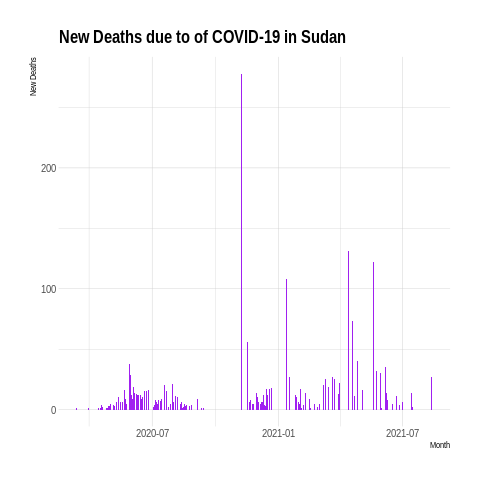 New Deaths due to of COVID-19 in Sudan
New Deaths
200
100
0
2020-07 2021-01 2021-07
Month